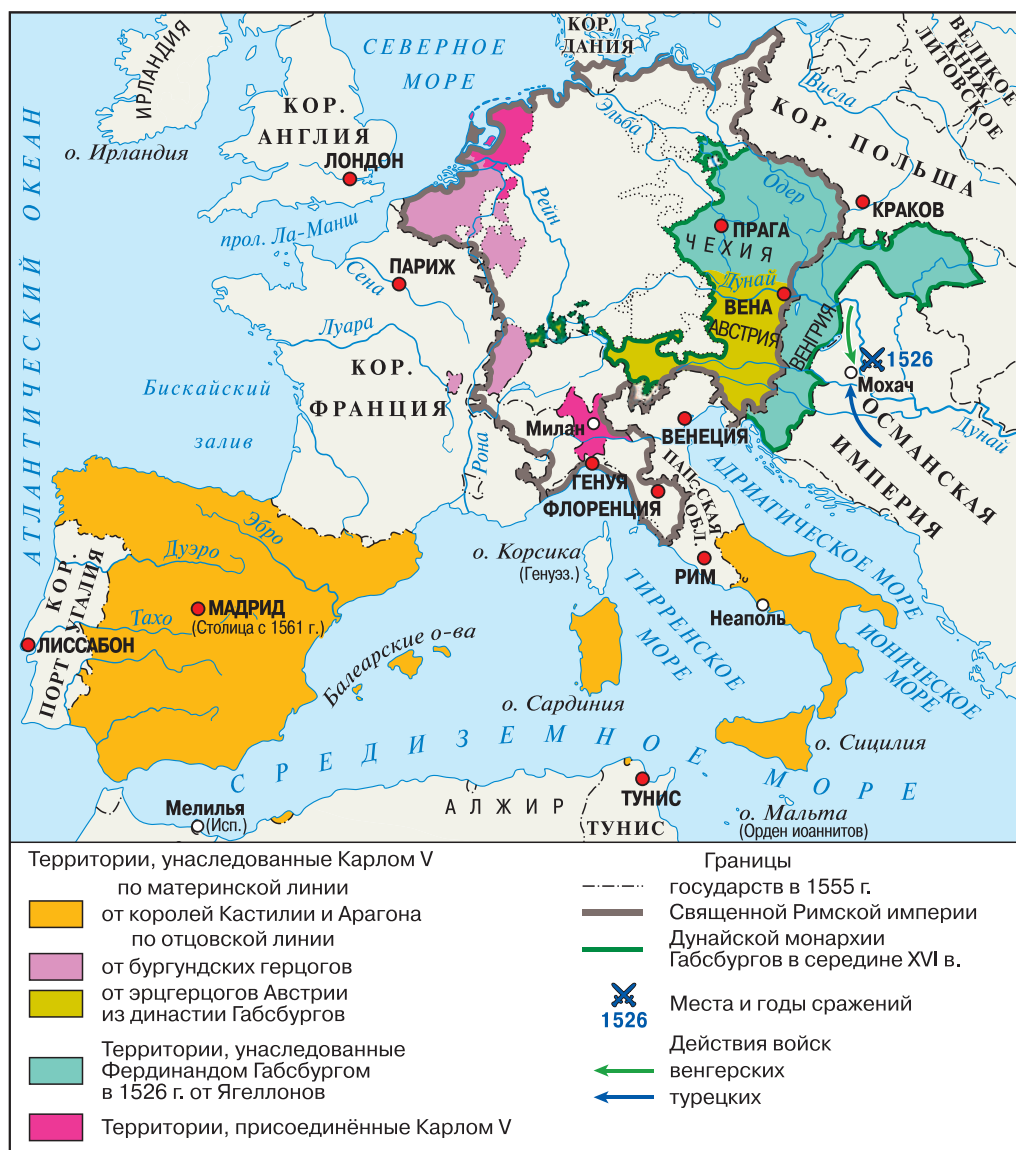 ИРЛАНДИЯ
о. Ирландия
СЕВЕРНОЕ
МОРЕ
КОР.
ДАНИЯ
ВЕЛИКОЕ
КНЯЖ.
ЛИТОВСКОЕ
КОР.
АНГЛИЯ
ЛОНДОН
Эльба
Висла
КОР. ПОЛЬША
АТЛАНТИЧЕСКИЙ ОКЕАН
прол. Ла-Манш
Рейн
Одер
КРАКОВ
ПРАГА
ЧЕХИЯ
ПАРИЖ
Сена
Дунай
ВЕНА
АВСТРИЯ
ВЕНГРИЯ
Луара
1526
Мохач
Бискайский
залив
КОР.
ФРАНЦИЯ
Рона
Милан
ВЕНЕЦИЯ
ОСМАНСКАЯ
ИМПЕРИЯ
Дунай
ГЕНУЯ
ФЛОРЕНЦИЯ
ПАПСКАЯ
ОБЛ.
АДРИАТИЧЕСКОЕ МОРЕ
Эбро
Дуэро
о. Корсика
(Генуэз.)
РИМ
КОР.
ПОРТУГАЛИЯ
Тахо
МАДРИД
(Столица с 1561 г.)
ЛИССАБОН
Неаполь
ТИРРЕНСКОЕ
МОРЕ
ИОНИЧЕСКОЕ
МОРЕ
Балеарские о-ва
о. Сардиния
о. Сицилия
СРЕДИЗЕМНОЕ МОРЕ
Мелилья
(Исп.)
АЛЖИР
ТУНИС
ТУНИС
о. Мальта
(Орден иоаннитов)
Территории, унаследованные Карлом V
по материнской линии
от королей Кастилии и Арагона
по отцовской линии
от бургундских герцогов
от эрцгерцогов Австрии
из династии Габсбургов
Территории, унаследованные
Фердинандом Габсбургом
в 1526 г. от Ягеллонов
Территории, присоединённые Карлом V
Границы
государств в 1555 г.
Священной Римской империи
Дунайской монархии
Габсбургов в середине XVI в.
1526
Места и годы сражений
Действия войск
венгерских
турецких